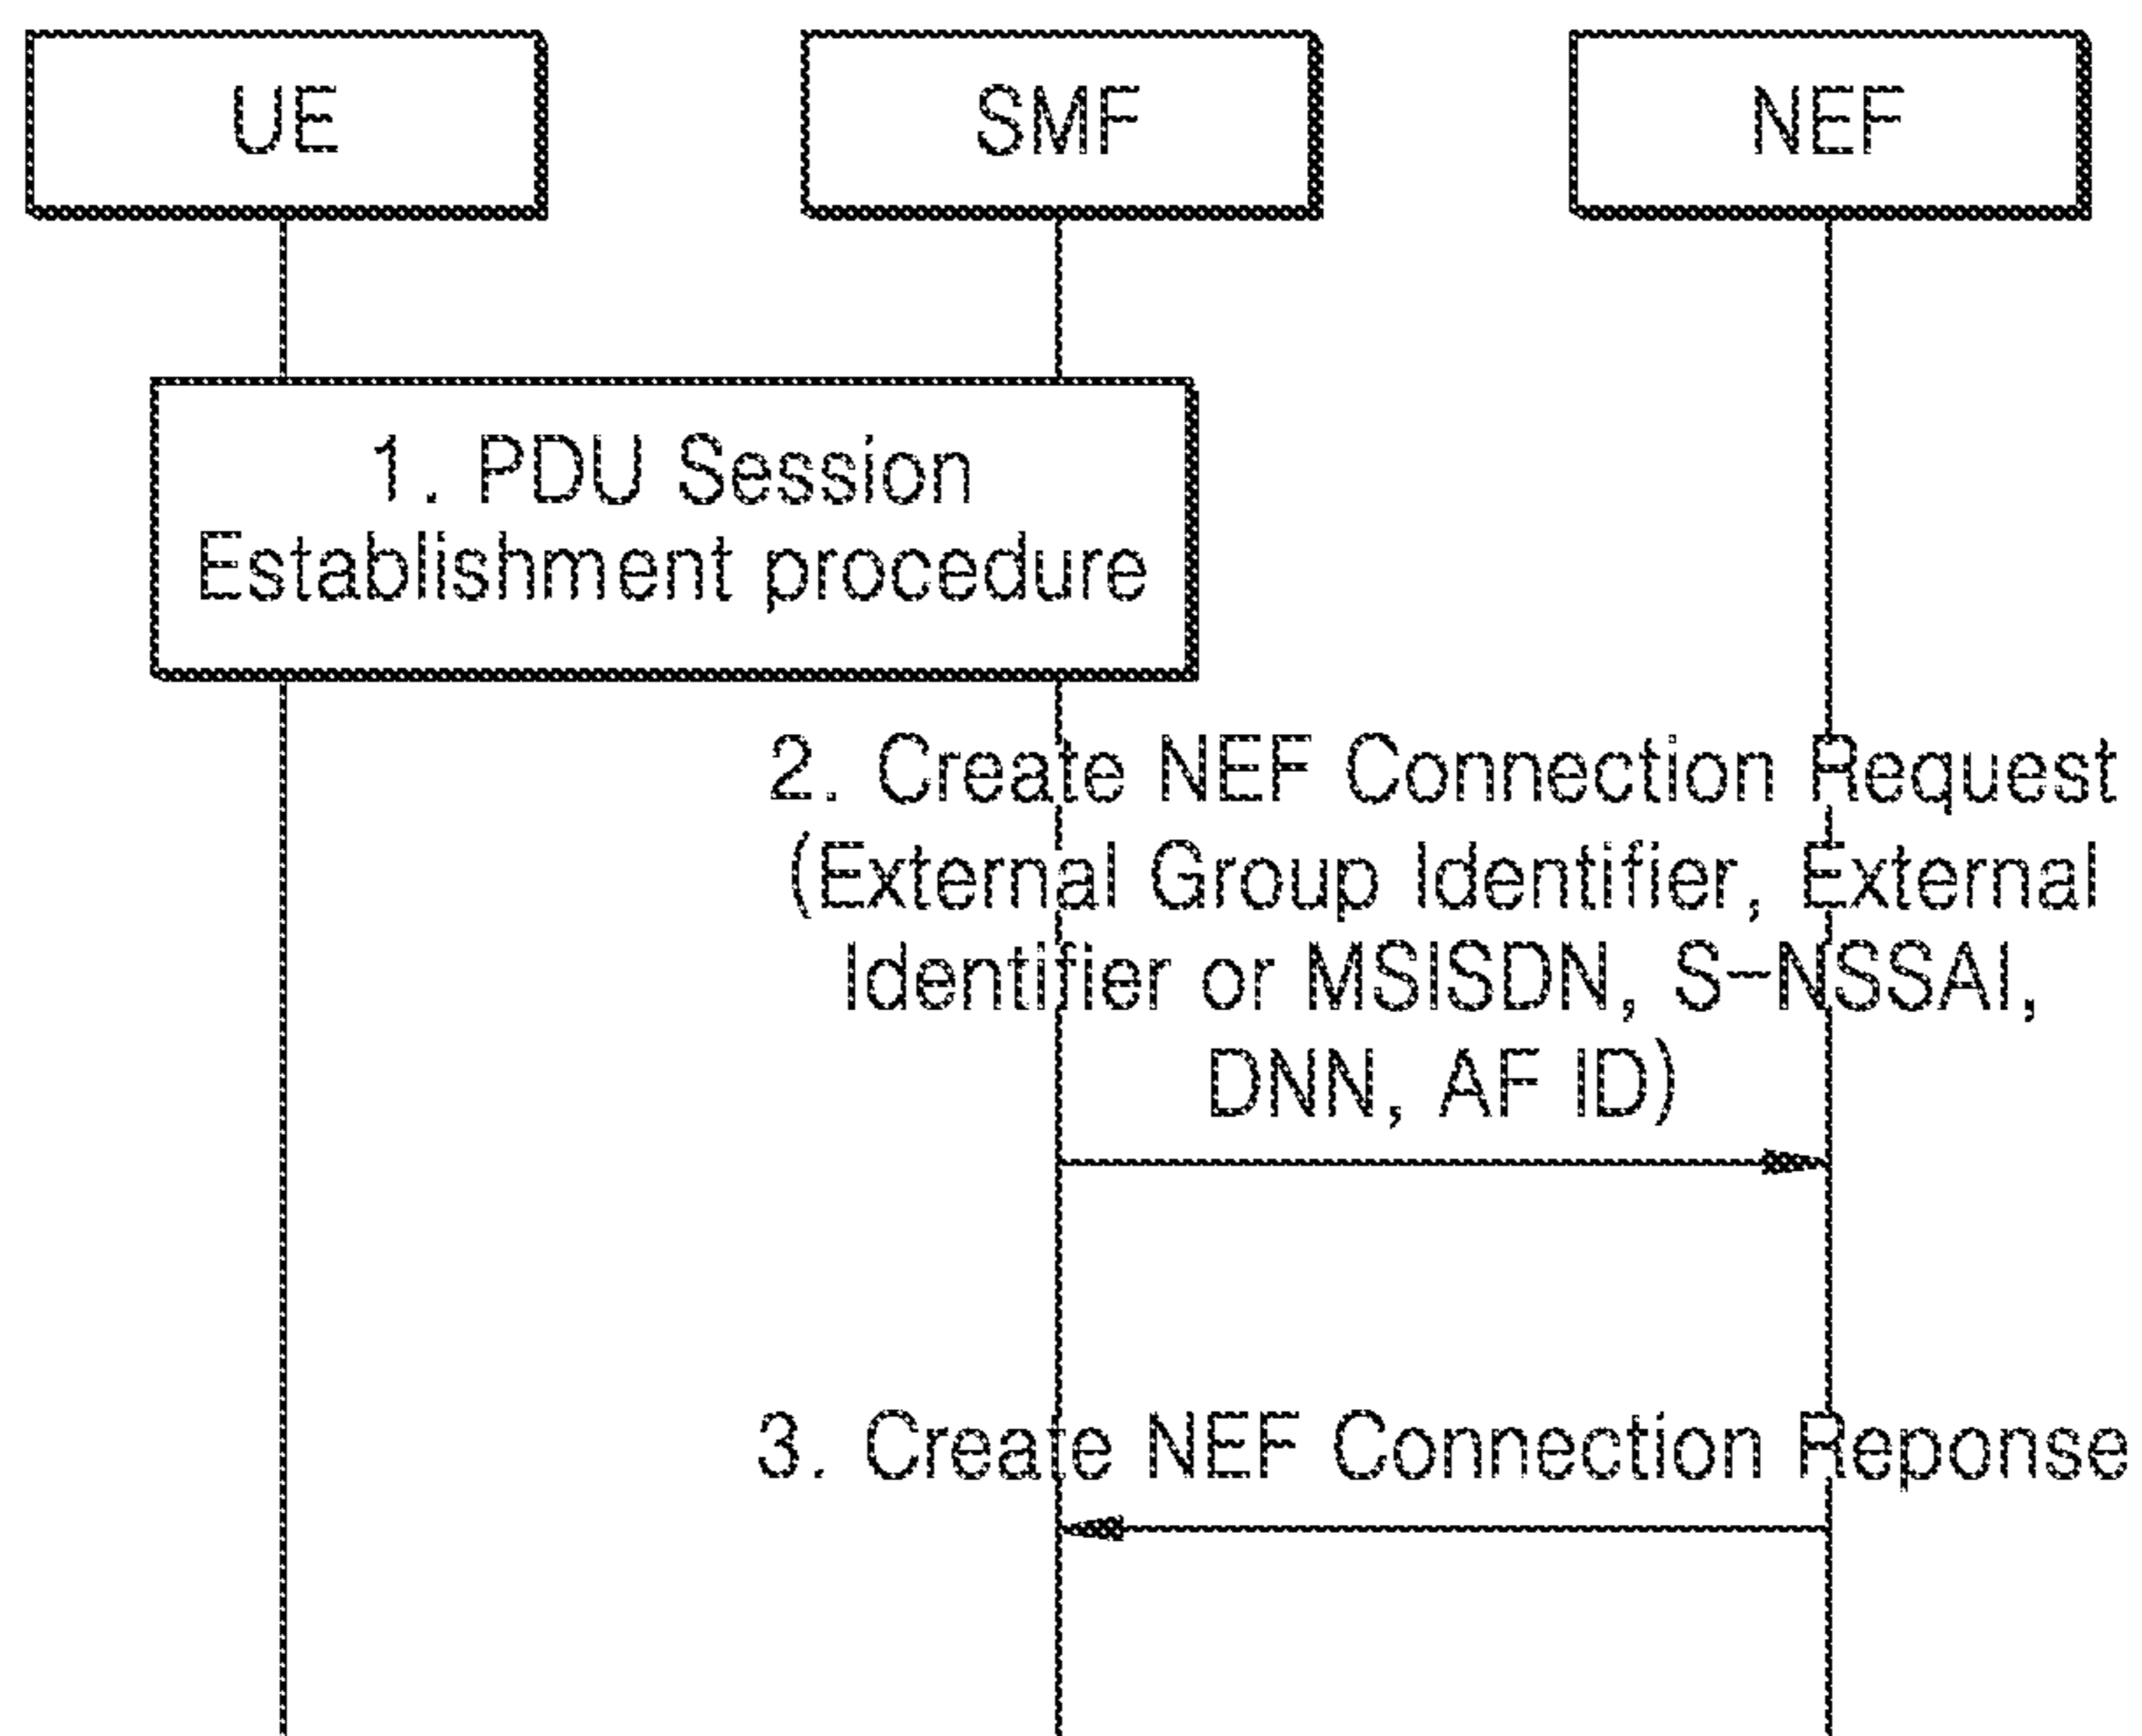 UE
SMF
NEF
1. PDU Session
Establishment procedure
2. Create NEF Connection Request
(External Group Identifier, External
Identifier or MSISDN, S-NSSAI,
DNN, AF ID)
3. Create NEF Connection Reponse